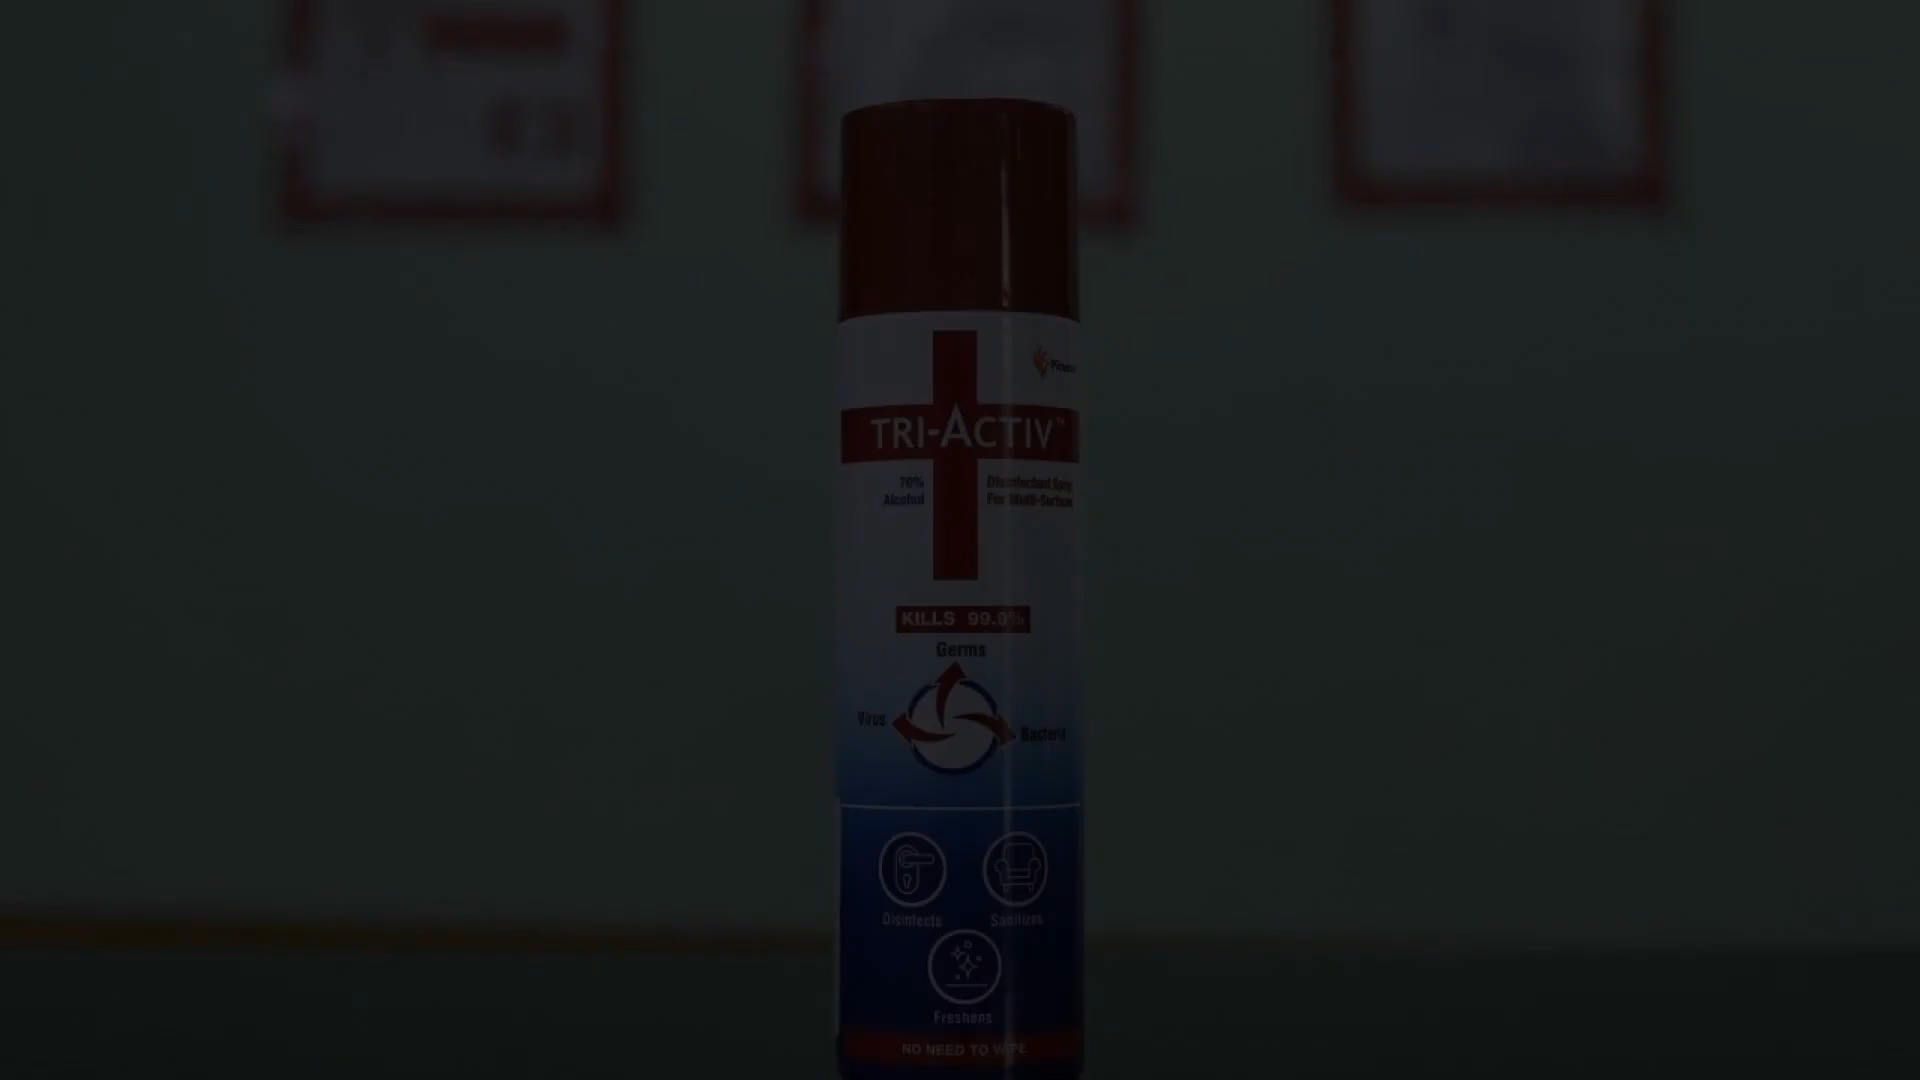 TRI-ACTIV™
70%
Alcohol
Disinfectant Spray
For Multi-Surface
KILLS 99.9%
Germs
Virus
Bacteria
Disinfects
Sanitizes
Freshens
NO NEED TO WIPE